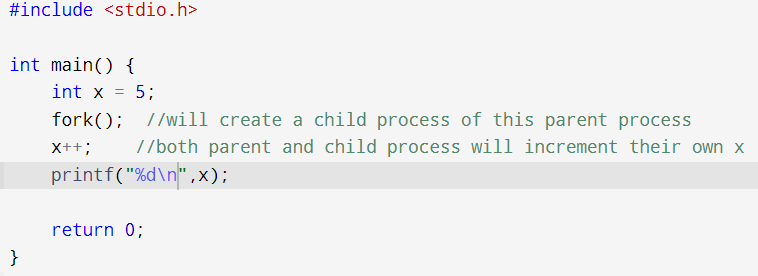 #include <stdio.h>
int main() {
int x = 5;
fork(); //will create a child process of this parent process
x++; //both parent and child process will increment their own x
printf("%d\n",x);
return 0;
}